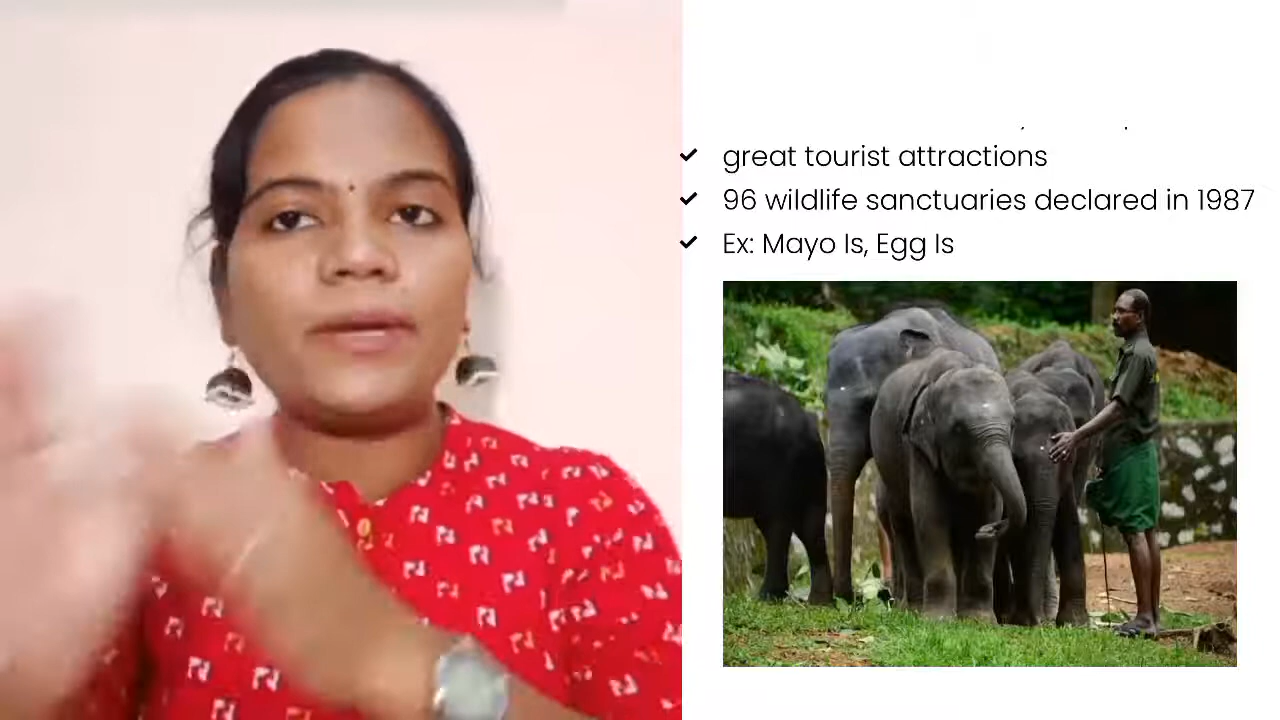 great tourist attractions
96 wildlife sanctuaries declared in 1987
Ex: Mayo Is, Egg Is